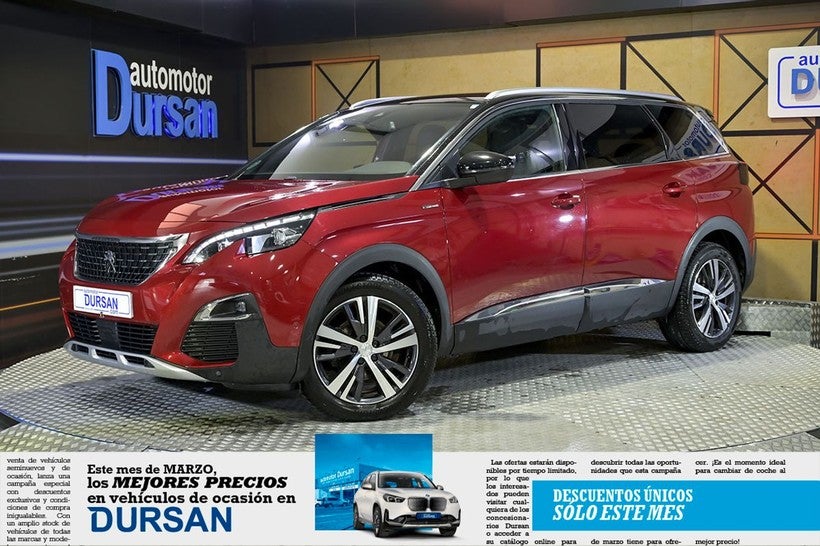 automotor
Dursan
au
D
automotor
DURSAN
.com
venta de vehículos
seminuevos y de
ocasión, lanza una
campaña especial
con descuentos
exclusivos y condi-
ciones de compra
inigualables. Con
un amplio stock de
vehículos de todas
las marcas y mode-
Este mes de MARZO,
los MEJORES PRECIOS
en vehículos de ocasión en
DURSAN
automotor Dursan
Las ofertas estarán dispo-
nibles por tiempo limitado,
por lo que
los interesa-
dos pueden
visitar cual-
quiera de los
concesiona-
rios Dursan
o acceder a
su catálogo online para
descubrir todas las oportu-
nidades que esta campaña
cer. ¡Es el momento ideal
para cambiar de coche al
DESCUENTOS ÚNICOS
SÓLO ESTE MES
de marzo tiene para ofre-
mejor precio!